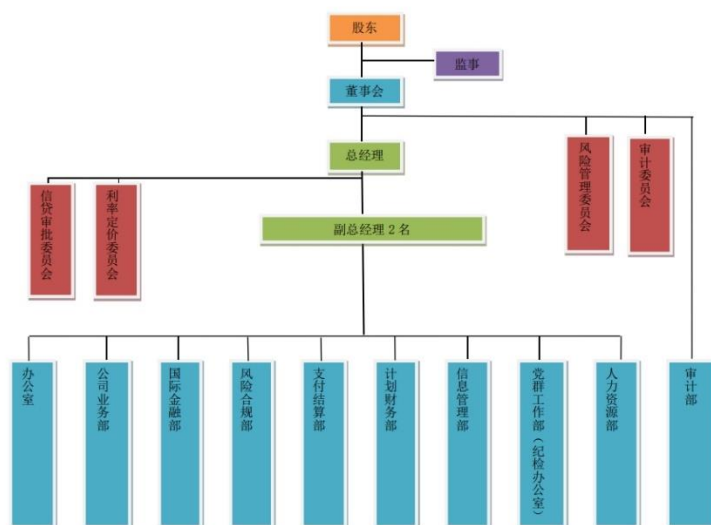 股东
监事
董事会
总经理
风险管理委员会
审计委员会
信贷审批委员会
利率定价委员会
副总经理2名
办公室
公司业务部
国际金融部
风险合规部
支付结算部
计划财务部
信息管理部
党群工作部（纪检办公室）
人力资源部
审计部